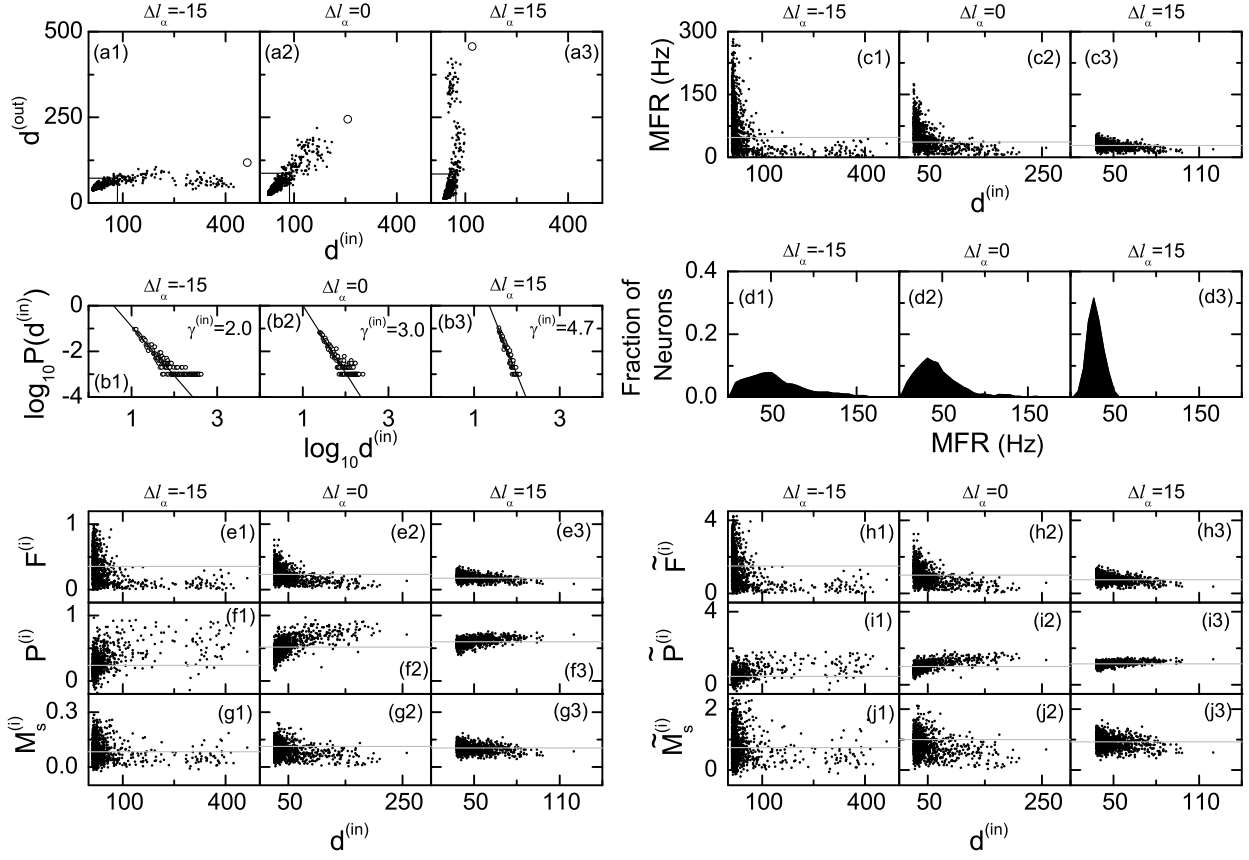 Δl_α=-15 Δl_α=0 Δl_α=15
500 250 0
d^(out)
(a1) (a2) (a3)
100 400 100 400 100 400
d^(in)
Δl_α=-15 Δl_α=0 Δl_α=15
300 150 0
MFR (Hz)
(c1) (c2) (c3)
100 400 50 250 50 110
d^(in)
Δl_α=-15 Δl_α=0 Δl_α=15
0 -2 -4
log₁₀P(d^(in))
γ^(in)=2.0 γ^(in)=3.0 γ^(in)=4.7
(b1) (b2) (b3)
1 3 1 3 1 3
log₁₀d^(in)
Δl_α=-15 Δl_α=0 Δl_α=15
0.4 0.2 0.0
Fraction of
Neurons
(d1) (d2) (d3)
50 150 50 150 50 150
MFR (Hz)
Δl_α=-15 Δl_α=0 Δl_α=15
1 0
F^(i)
(e1) (e2) (e3)
1 0
P^(i)
(f1) (f2) (f3)
0.3 0.0
M_s^(i)
(g1) (g2) (g3)
100 400 50 250 50 110
d^(in)
Δl_α=-15 Δl_α=0 Δl_α=15
4 0
F̃^(i)
(h1) (h2) (h3)
4 0
P̃^(i)
(i1) (i2) (i3)
2 0
M̃_s^(i)
(j1) (j2) (j3)
100 400 50 250 50 110
d^(in)